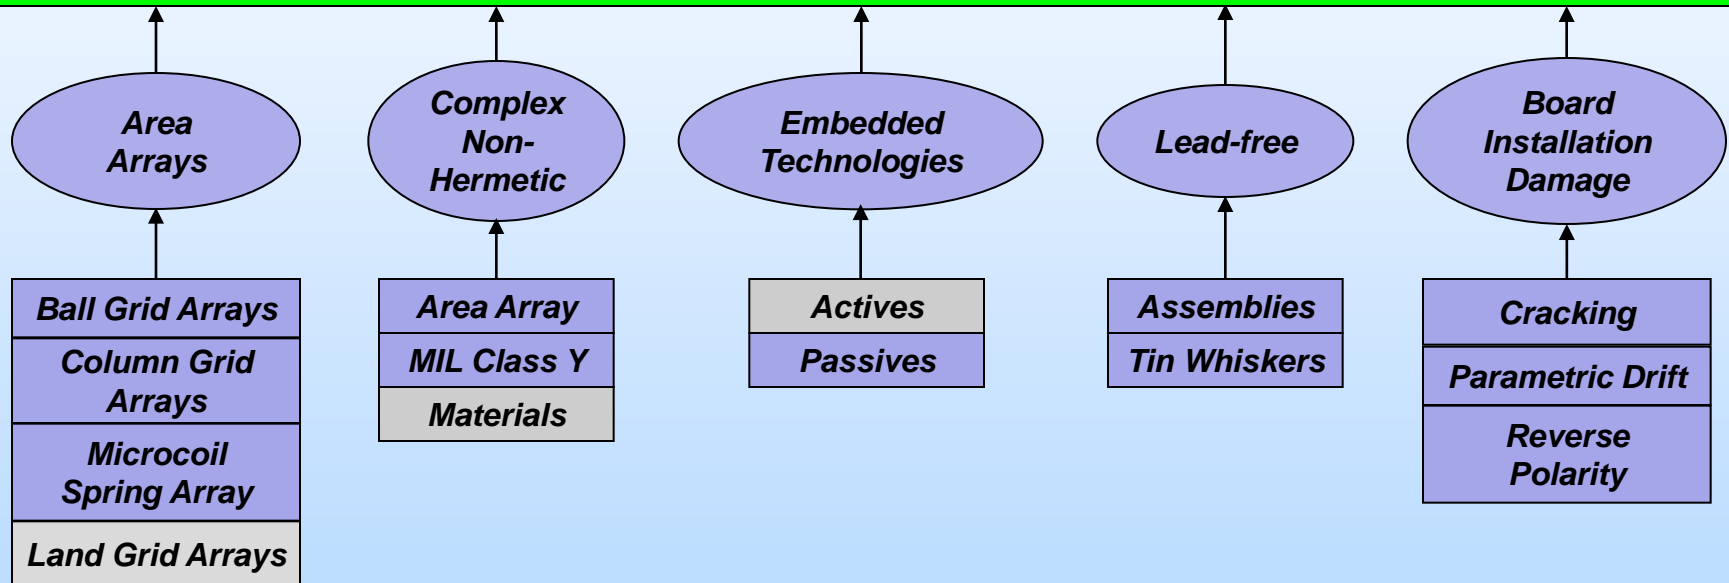 Area
Arrays
Complex
Non-
Hermetic
Embedded
Technologies
Lead-free
Board
Installation
Damage
Ball Grid Arrays
Column Grid
Arrays
Microcoil
Spring Array
Land Grid Arrays
Area Array
MIL Class Y
Materials
Actives
Passives
Assemblies
Tin Whiskers
Cracking
Parametric Drift
Reverse
Polarity